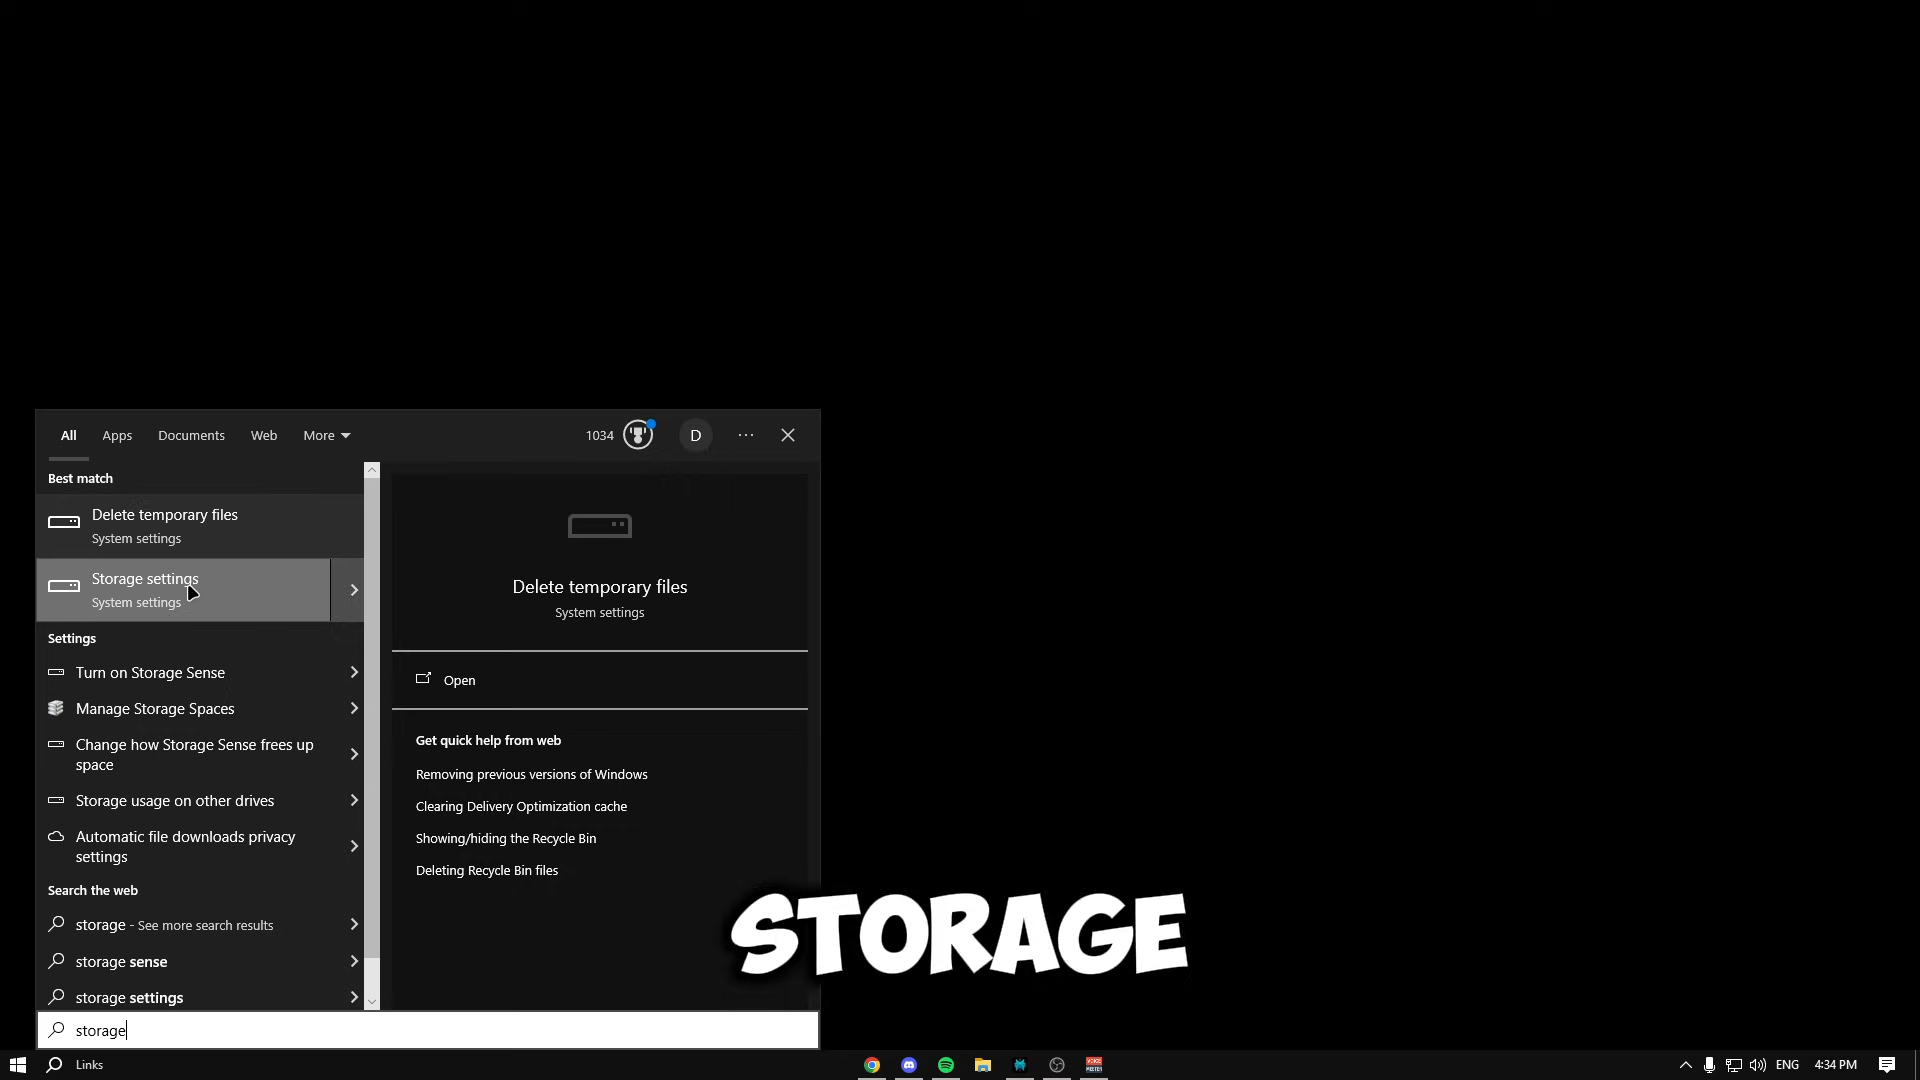 All Apps Documents Web More 1034 D
Best match
Delete temporary files
System settings
Storage settings
System settings
Settings
Turn on Storage Sense
Manage Storage Spaces
Change how Storage Sense frees up
space
Storage usage on other drives
Automatic file downloads privacy
settings
Search the web
storage - See more search results
storage sense
storage settings
storage
Delete temporary files
System settings
Open
Get quick help from web
Removing previous versions of Windows
Clearing Delivery Optimization cache
Showing/hiding the Recycle Bin
Deleting Recycle Bin files
STORAGE
Links ENG 4:34 PM